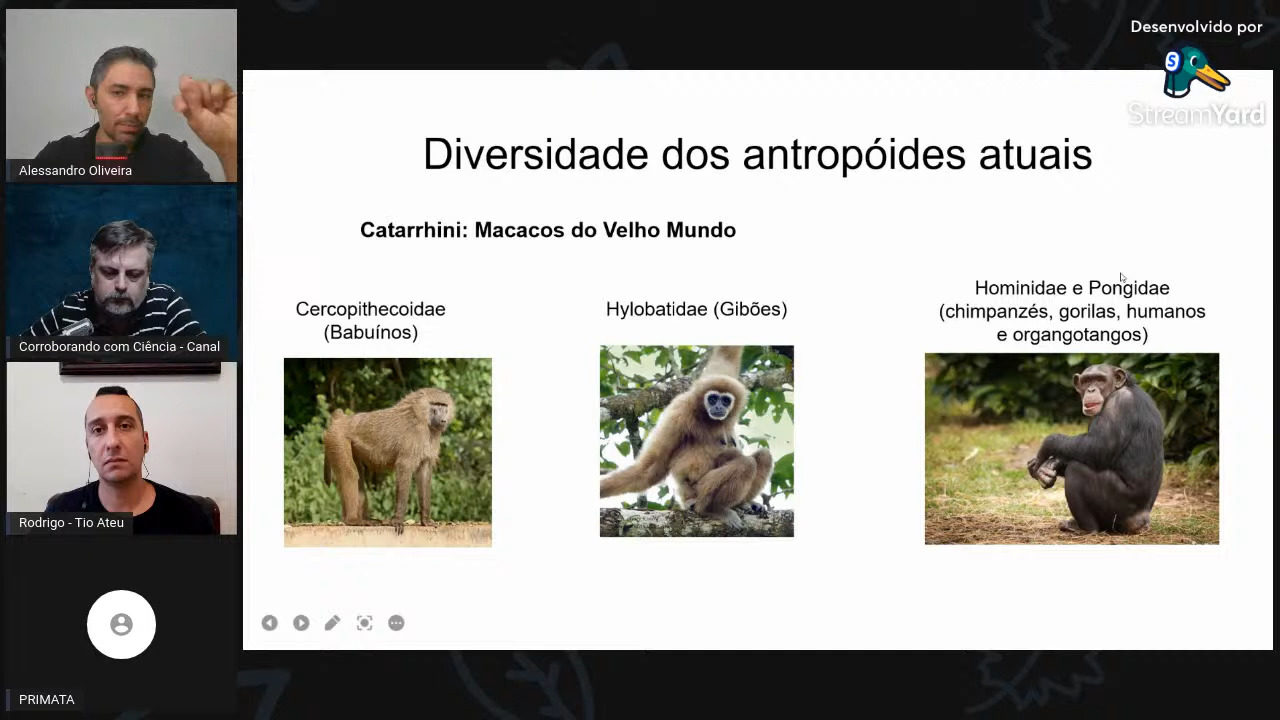 Desenvolvido por
StreamYard
Alessandro Oliveira
Corroborando com Ciência - Canal
Rodrigo - Tio Ateu
PRIMATA
Diversidade dos antropóides atuais
Catarrhini: Macacos do Velho Mundo
Cercopithecoidae
(Babuínos)
Hylobatidae (Gibões)
Hominidae e Pongidae
(chimpanzés, gorilas, humanos
e organgotangos)